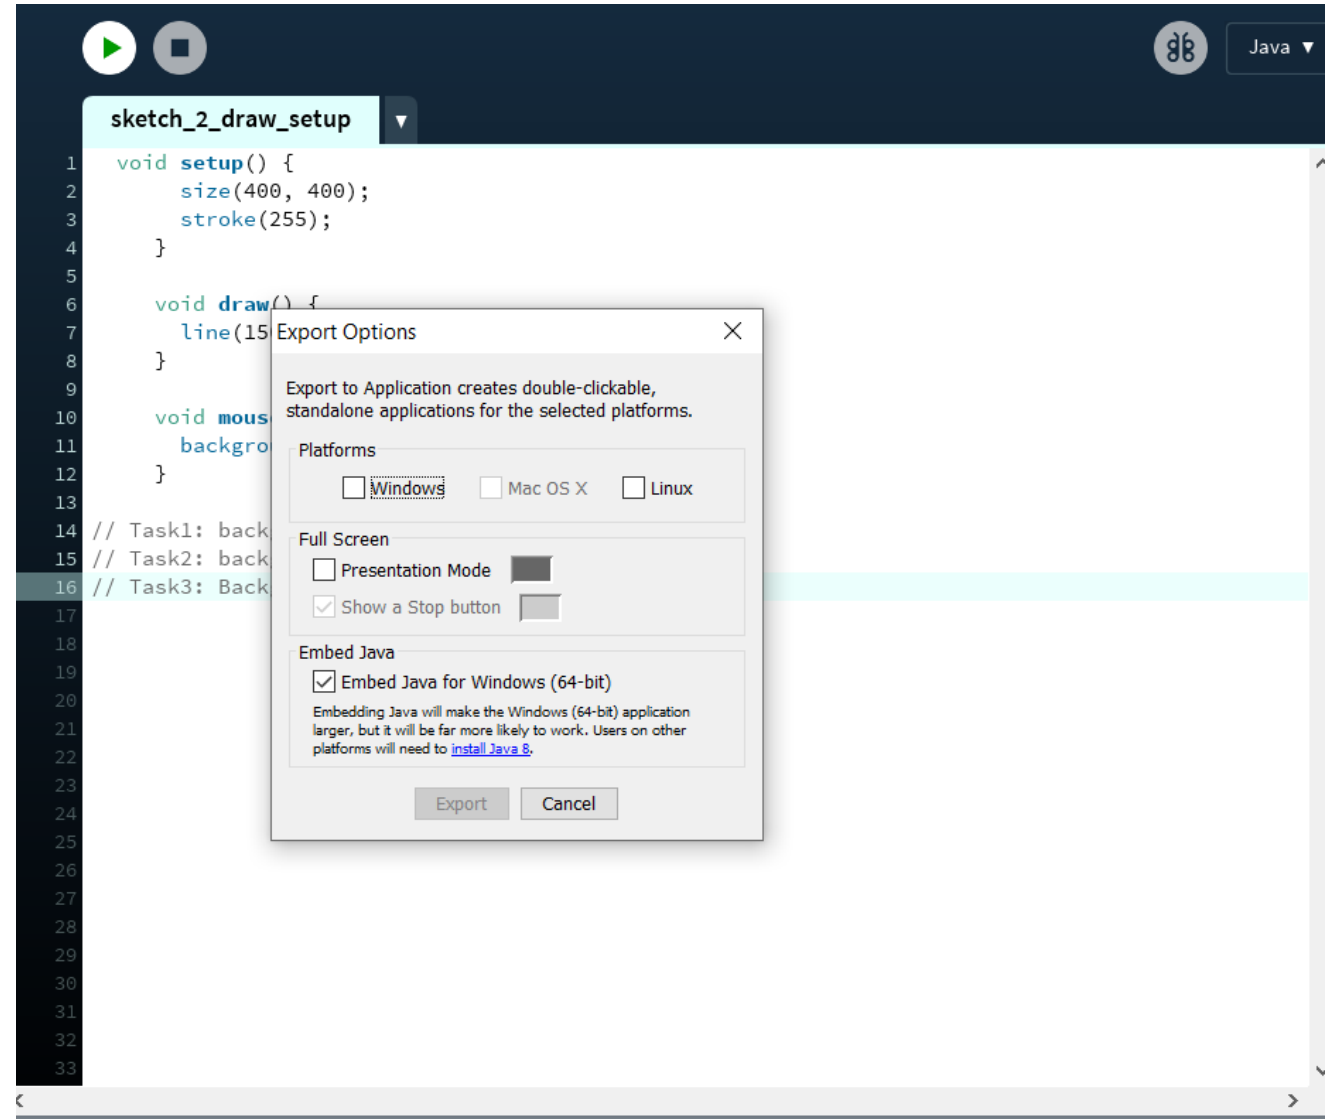 Java ▼
sketch_2_draw_setup ▼
1 void setup() {
2 size(400, 400);
3 stroke(255);
4 }
5
6 void draw() {
7 line(15
8 }
9
10 void mous
11 backgro
12 }
13
14 // Task1: back
15 // Task2: back
16 // Task3: Back
17
18
19
20
21
22
23
24
25
26
27
28
29
30
31
32
33
Export Options
Export to Application creates double-clickable,
standalone applications for the selected platforms.
Platforms
Windows Mac OS X Linux
Full Screen
Presentation Mode
Show a Stop button
Embed Java
Embed Java for Windows (64-bit)
Embedding Java will make the Windows (64-bit) application
larger, but it will be far more likely to work. Users on other
platforms will need to install Java 8.
Export Cancel